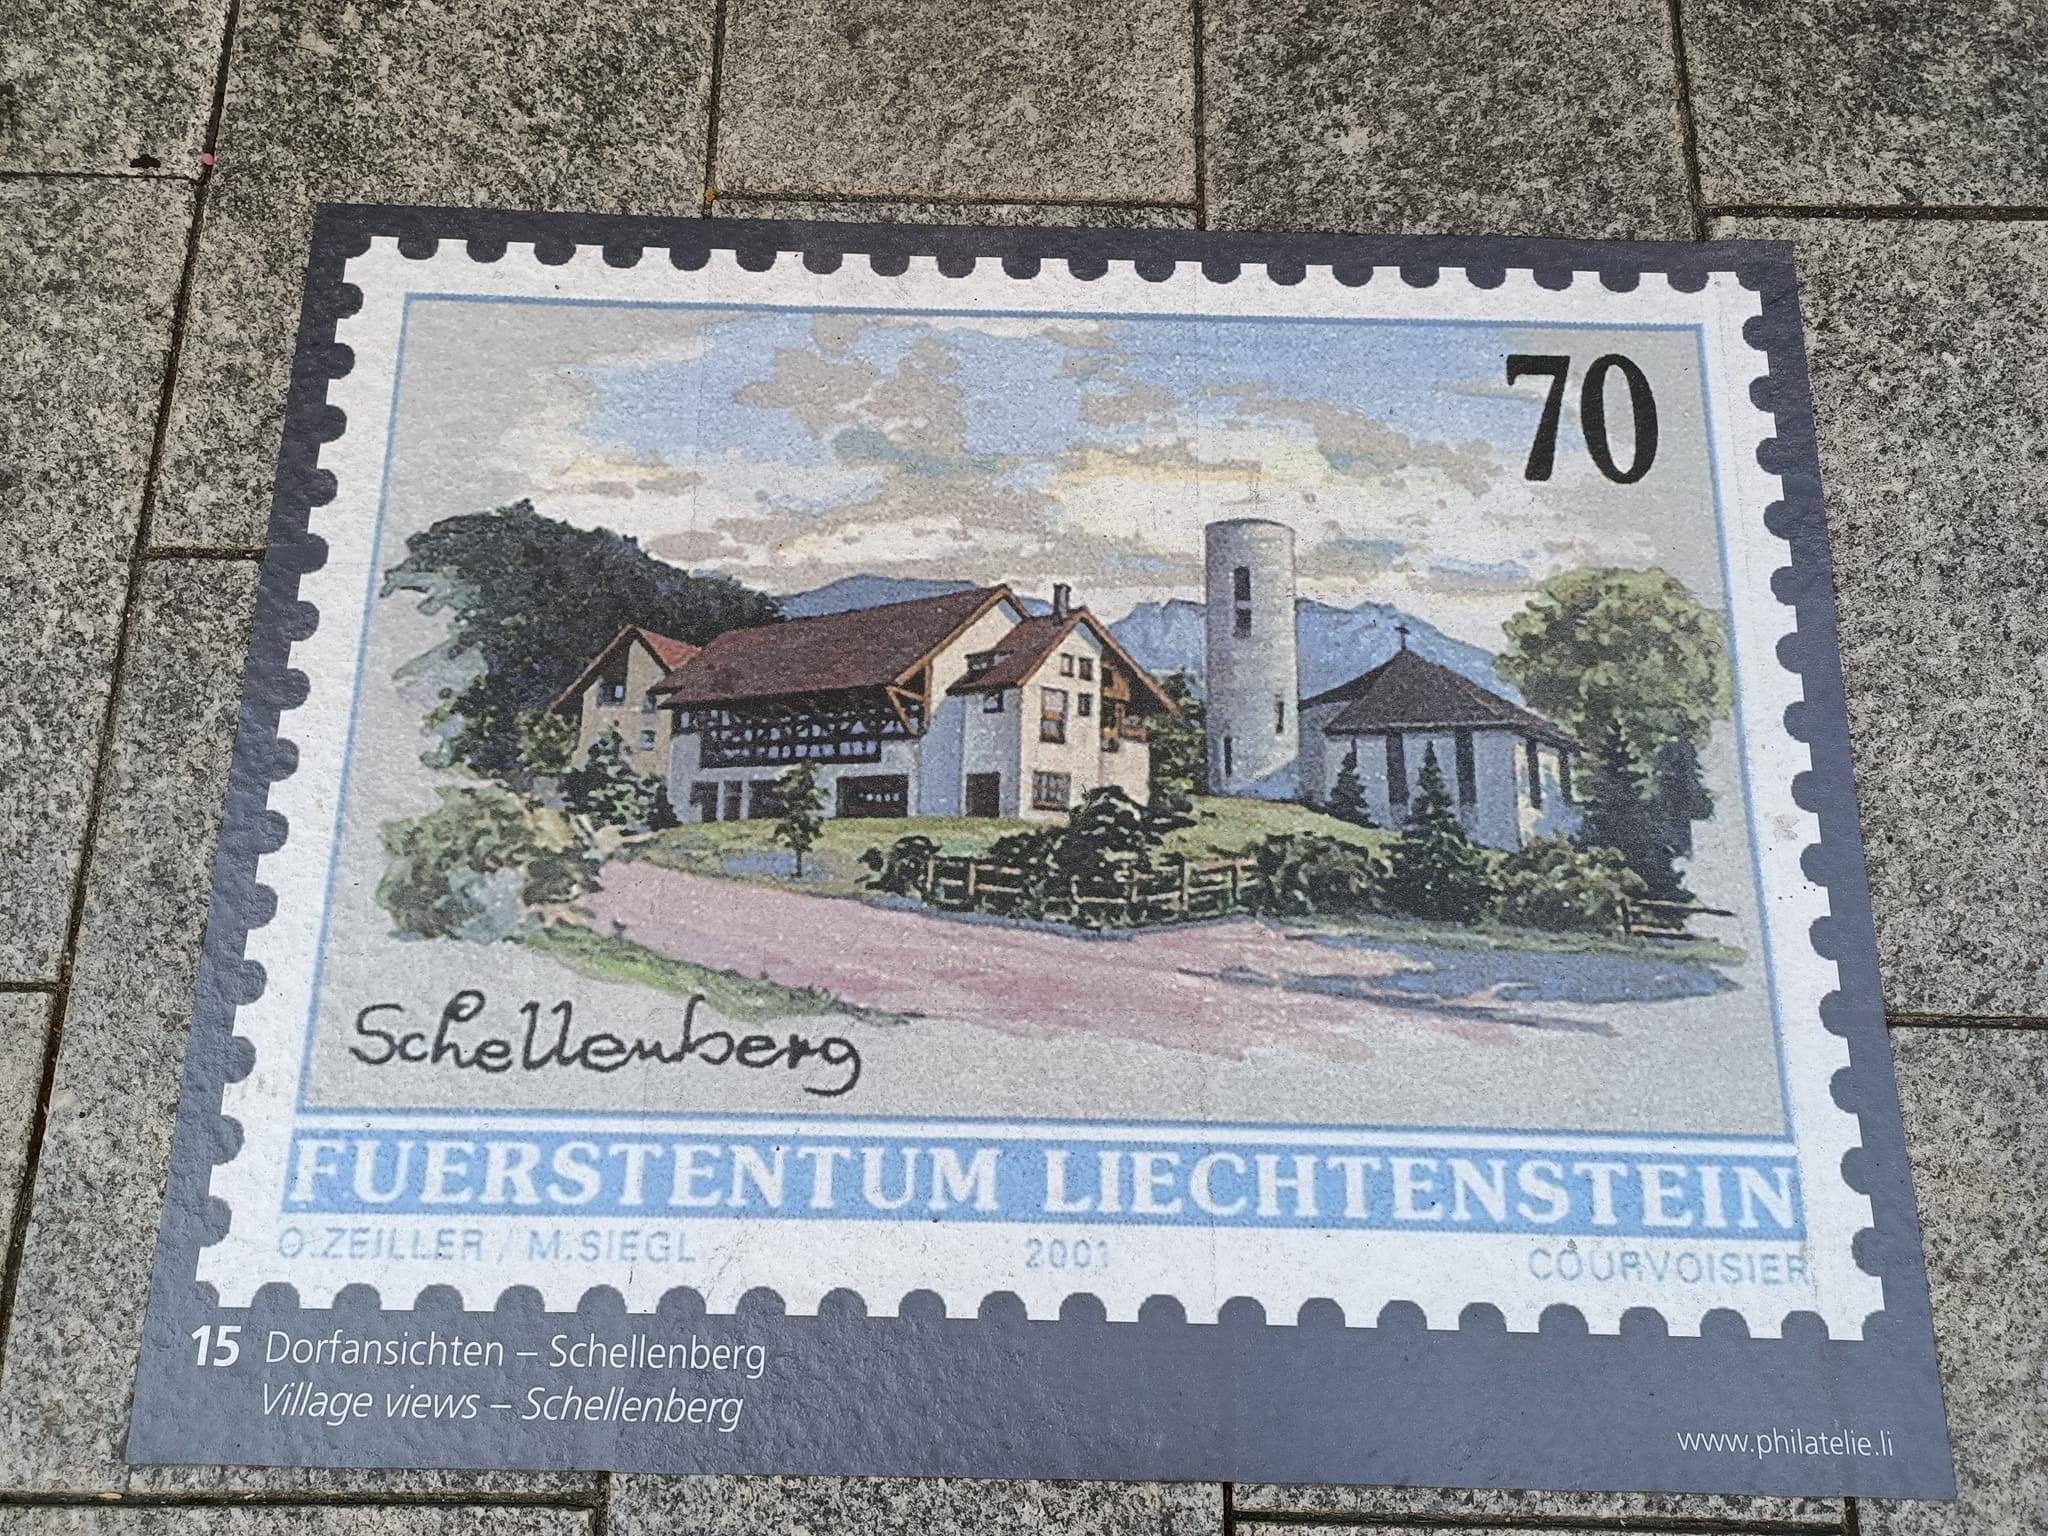 70
Schellenberg
FUERSTENTUM LIECHTENSTEIN
O.ZEILLER / M.SIEGL 2001 COURVOISIER
15 Dorfansichten – Schellenberg
Village views – Schellenberg
www.philatelie.li